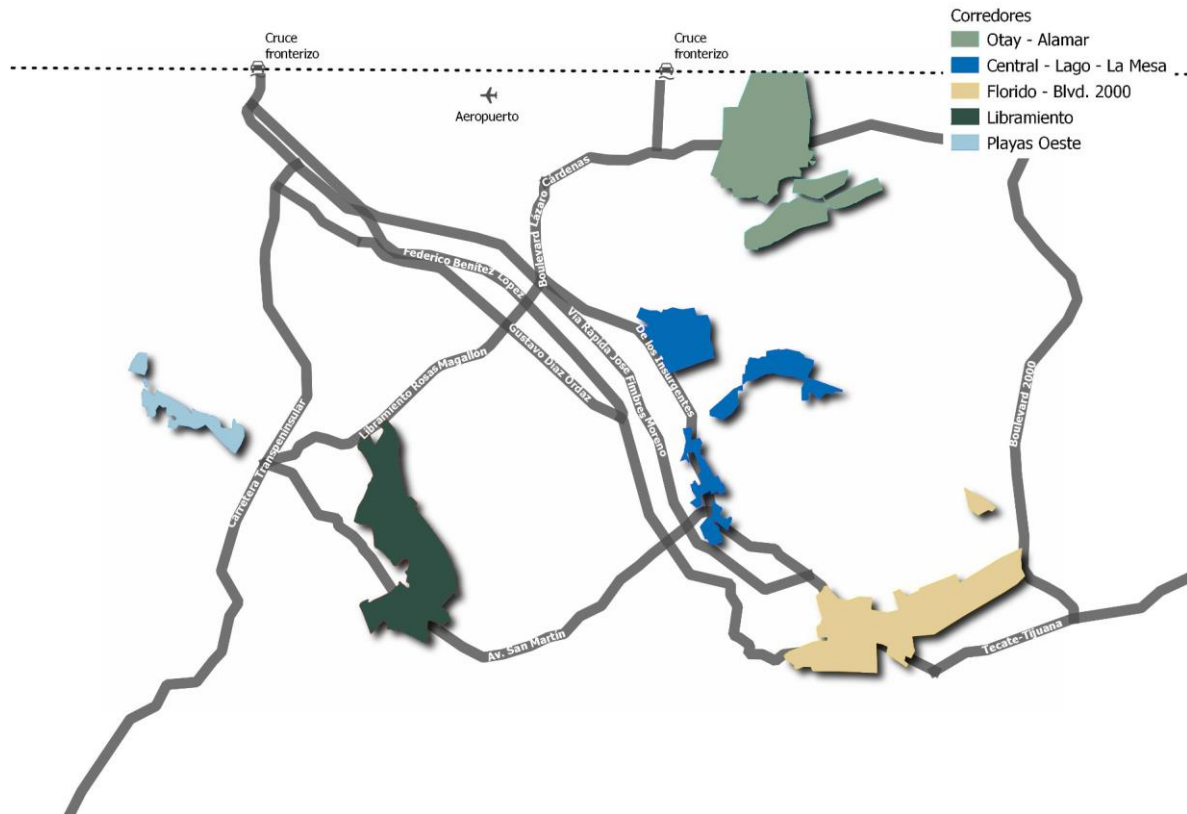 Corredores
Otay - Alamar
Central - Lago - La Mesa
Florido - Blvd. 2000
Libramiento
Playas Oeste
Cruce
fronterizo
Cruce
fronterizo
Aeropuerto
Boulevard Lázaro Cárdenas
Federico Benítez López
Gustavo Díaz Ordaz
Vía Rápida José Fimbres Moreno
De los Insurgentes
Libramiento Rosas Magallón
Boulevard 2000
Carretera Transpeninsular
Av. San Martín
Tecate-Tijuana